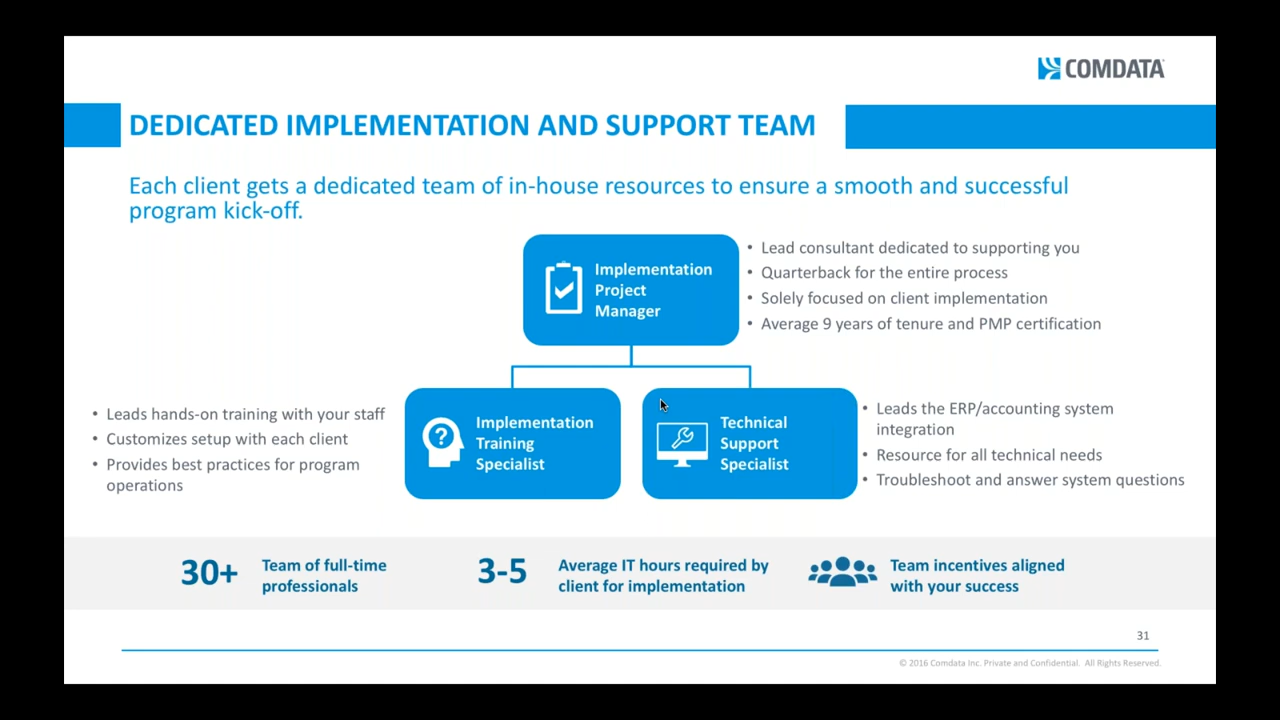 COMDATA
DEDICATED IMPLEMENTATION AND SUPPORT TEAM
Each client gets a dedicated team of in-house resources to ensure a smooth and successful
program kick-off.
Implementation
Project
Manager
• Lead consultant dedicated to supporting you
• Quarterback for the entire process
• Solely focused on client implementation
• Average 9 years of tenure and PMP certification
• Leads hands-on training with your staff
• Customizes setup with each client
• Provides best practices for program
operations
Implementation
Training
Specialist
Technical
Support
Specialist
• Leads the ERP/accounting system
integration
• Resource for all technical needs
• Troubleshoot and answer system questions
30+
Team of full-time
professionals
3-5
Average IT hours required by
client for implementation
Team incentives aligned
with your success
31
© 2016 Comdata Inc. Private and Confidential. All Rights Reserved.